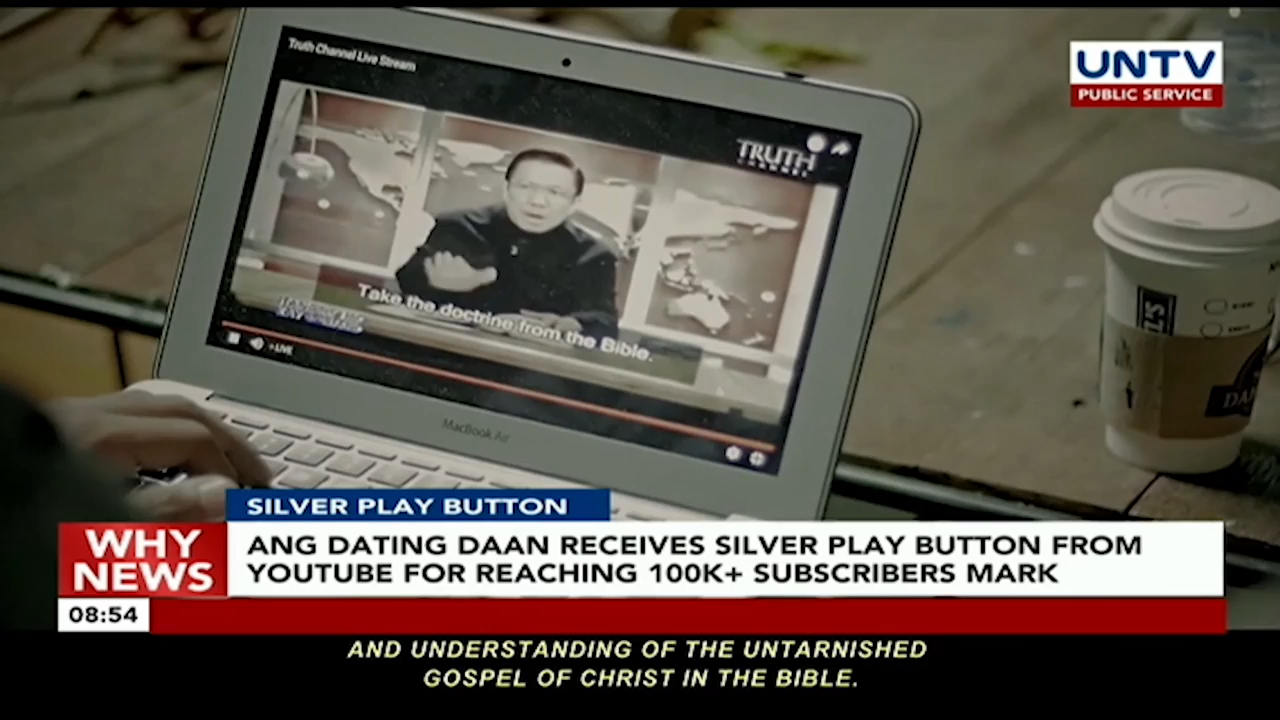 Truth Channel Live Stream
UNTV
PUBLIC SERVICE
TRUTH
CHANNEL
Take the doctrine from the Bible.
LIVE
MacBook Air
SILVER PLAY BUTTON
WHY
NEWS
ANG DATING DAAN RECEIVES SILVER PLAY BUTTON FROM
YOUTUBE FOR REACHING 100K+ SUBSCRIBERS MARK
08:54
AND UNDERSTANDING OF THE UNTARNISHED
GOSPEL OF CHRIST IN THE BIBLE.